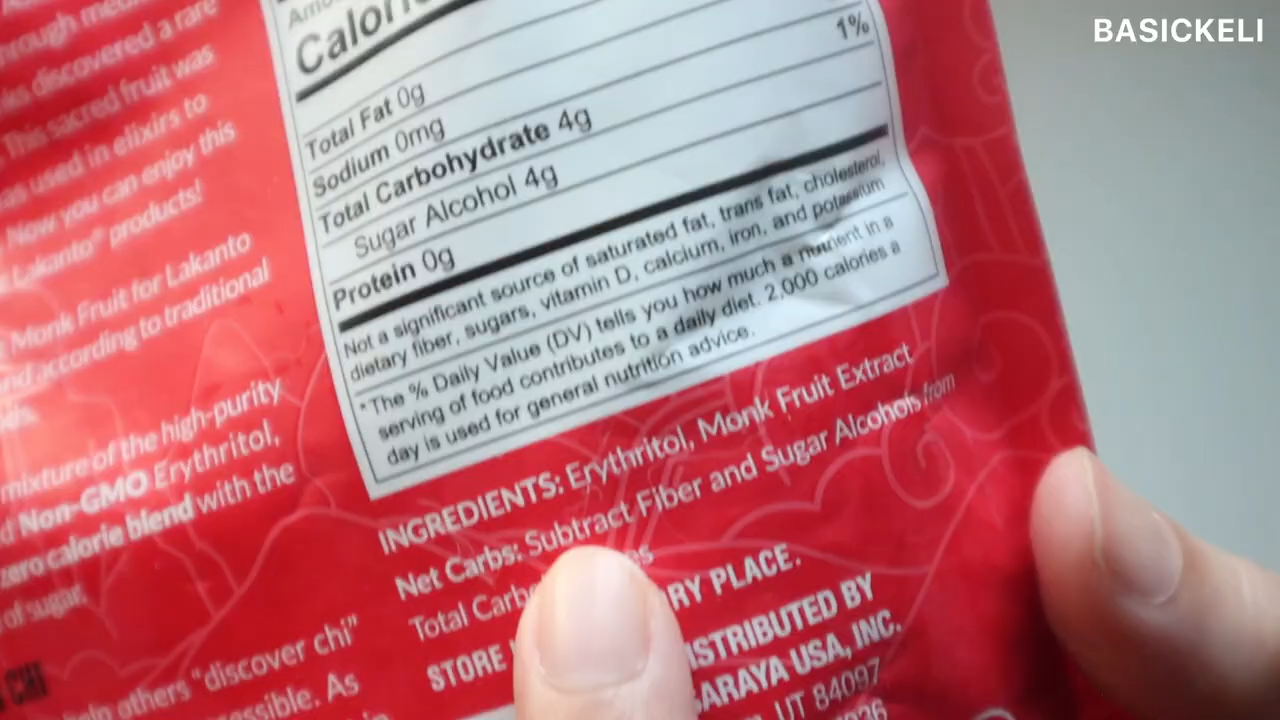 BASICKELI
through
discovered a rare
This sacred fruit was
used in elixirs to
Now you can enjoy this
Lakanto® products!
Monk Fruit for Lakanto
according to traditional
mixture of the high-purity
Non-GMO Erythritol,
zero calorie blend with the
of sugar.
CHI
help others "discover chi"
As
1%
Total Fat 0g
Sodium 0mg
Total Carbohydrate 4g
Sugar Alcohol 4g
Protein 0g
Not a significant source of saturated fat, trans fat, cholesterol,
dietary fiber, sugars, vitamin D, calcium, iron, and potassium
*The % Daily Value (DV) tells you how much a nutrient in a
serving of food contributes to a daily diet. 2,000 calories a
day is used for general nutrition advice.
INGREDIENTS: Erythritol, Monk Fruit Extract
Net Carbs: Subtract Fiber and Sugar Alcohols from
Total
STORE PLACE.
BY
SARAYA USA, INC.
UT 84097